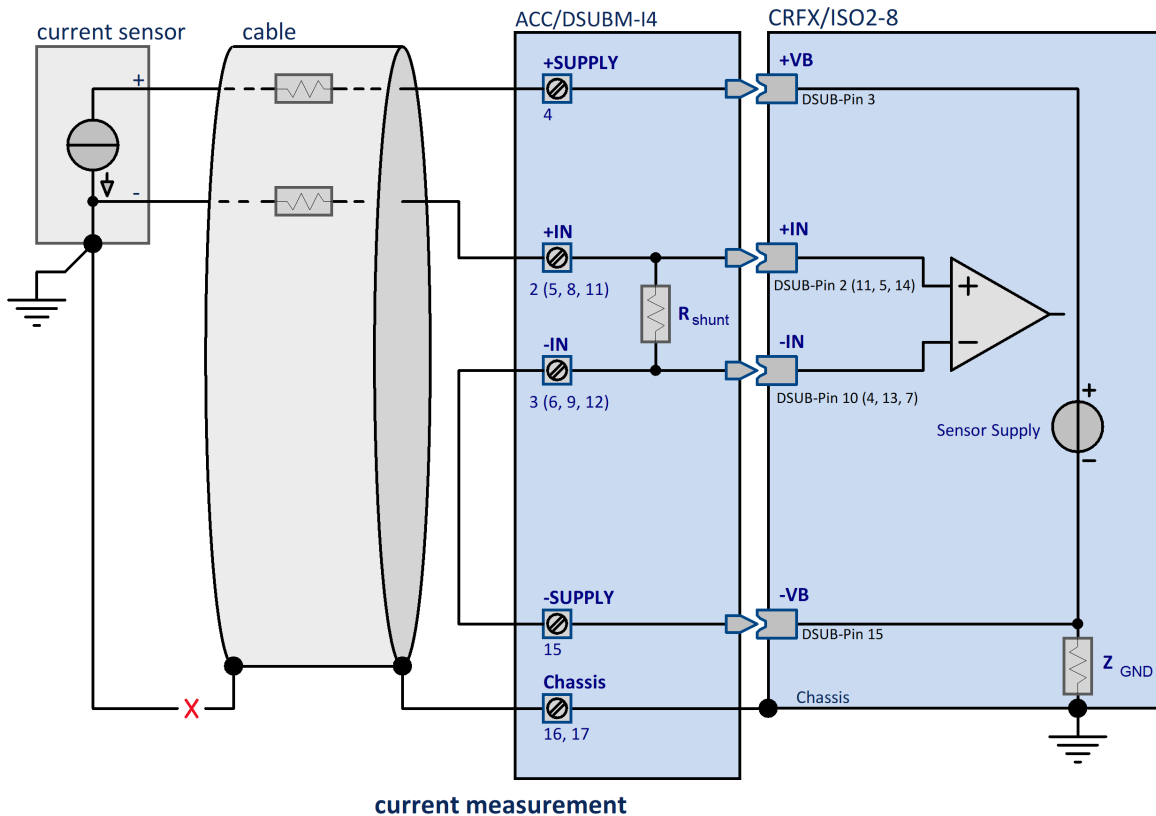 current sensor
cable
ACC/DSUBM-I4
CRFX/ISO2-8
+
-
+SUPPLY
4
+VB
DSUB-Pin 3
+IN
2 (5, 8, 11)
+IN
DSUB-Pin 2 (11, 5, 14)
R shunt
-IN
3 (6, 9, 12)
-IN
DSUB-Pin 10 (4, 13, 7)
+
−
+
Sensor Supply
−
-SUPPLY
15
-VB
DSUB-Pin 15
Z GND
Chassis
16, 17
Chassis
X
current measurement